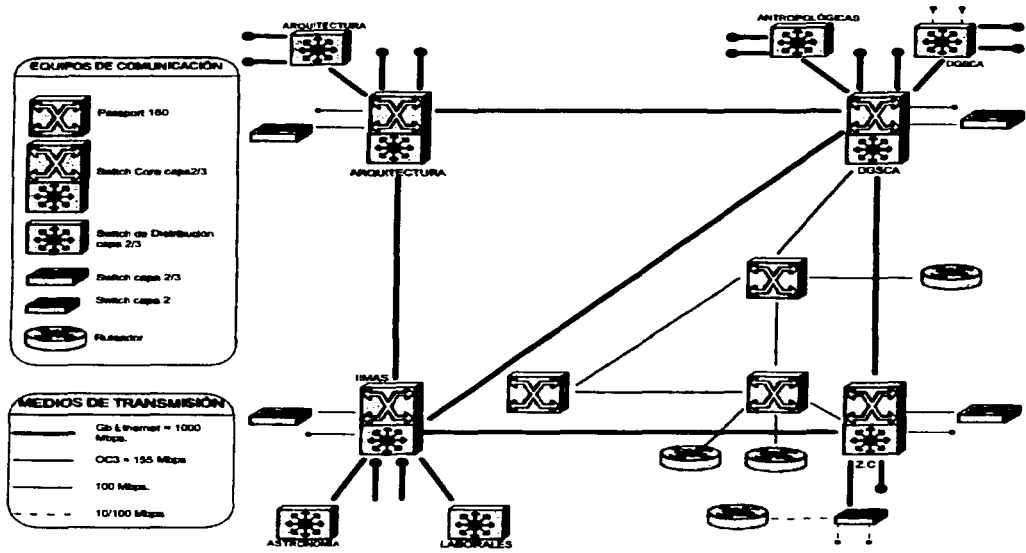 ARQUITECTURA
ANTROPOLÓGICAS
DGSCA
EQUIPOS DE COMUNICACIÓN
Passport 160
Switch Core capa2/3
Switch de Distribución
capa 2/3
Switch capa 2/3
Switch capa 2
Ruteador
ARQUITECTURA
DGSCA
IIMAS
MEDIOS DE TRANSMISIÓN
Gb Ethernet = 1000
Mbps.
OC3 = 155 Mbps
100 Mbps.
10/100 Mbps
Z.C
ASTRONOMIA
LABORALES